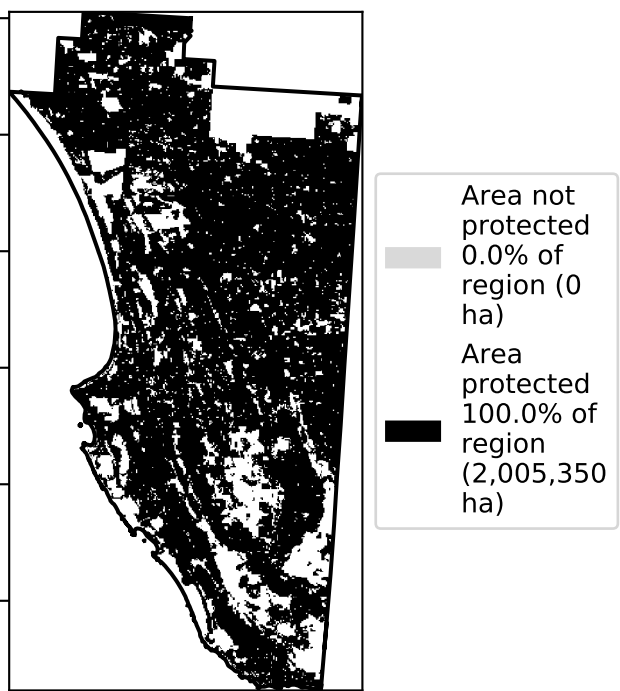 Area not
protected
0.0% of
region (0
ha)
Area
protected
100.0% of
region
(2,005,350
ha)